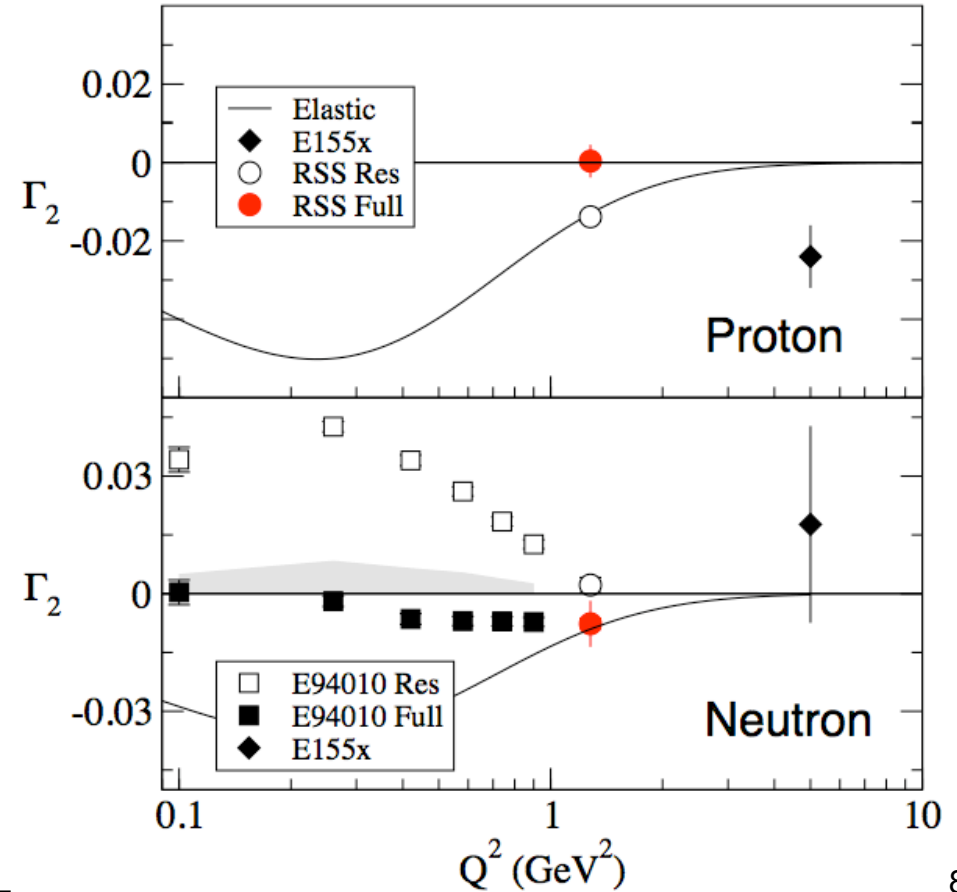 0.02
0
-0.02
Γ₂
Elastic
E155x
RSS Res
RSS Full
Proton
0.03
0
-0.03
Γ₂
E94010 Res
E94010 Full
E155x
Neutron
0.1
1
10
Q² (GeV²)